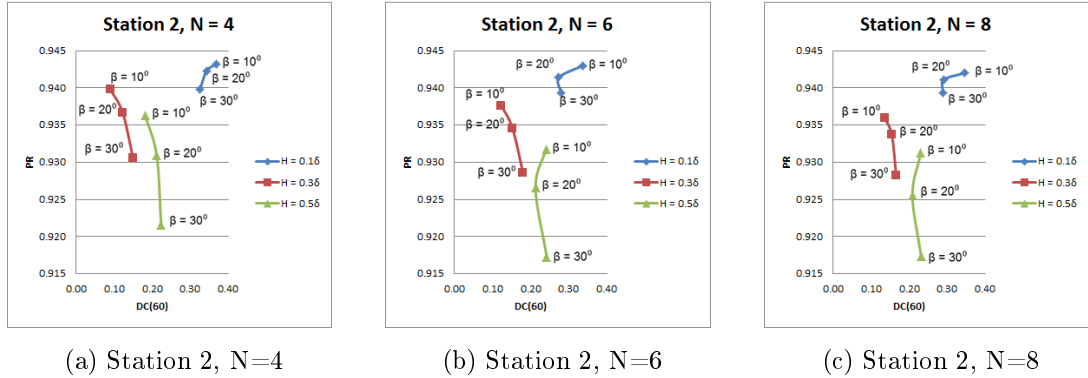 Station 2, N = 4
0.945
0.940
0.935
0.930
0.925
0.920
0.915
PR
0.00 0.10 0.20 0.30 0.40
DC(60)
β = 10⁰
β = 20⁰
β = 30⁰
β = 10⁰
β = 20⁰
β = 30⁰
β = 10⁰
β = 20⁰
β = 30⁰
H = 0.1δ
H = 0.3δ
H = 0.5δ
(a) Station 2, N=4
Station 2, N = 6
0.945
0.940
0.935
0.930
0.925
0.920
0.915
PR
0.00 0.10 0.20 0.30 0.40
DC(60)
β = 20⁰ β = 10⁰
β = 30⁰
β = 10⁰
β = 20⁰
β = 30⁰
β = 10⁰
β = 20⁰
β = 30⁰
H = 0.1δ
H = 0.3δ
H = 0.5δ
(b) Station 2, N=6
Station 2, N = 8
0.945
0.940
0.935
0.930
0.925
0.920
0.915
PR
0.00 0.10 0.20 0.30 0.40
DC(60)
β = 20⁰ β = 10⁰
β = 30⁰
β = 10⁰
β = 20⁰
β = 30⁰
β = 10⁰
β = 20⁰
β = 30⁰
H = 0.1δ
H = 0.3δ
H = 0.5δ
(c) Station 2, N=8